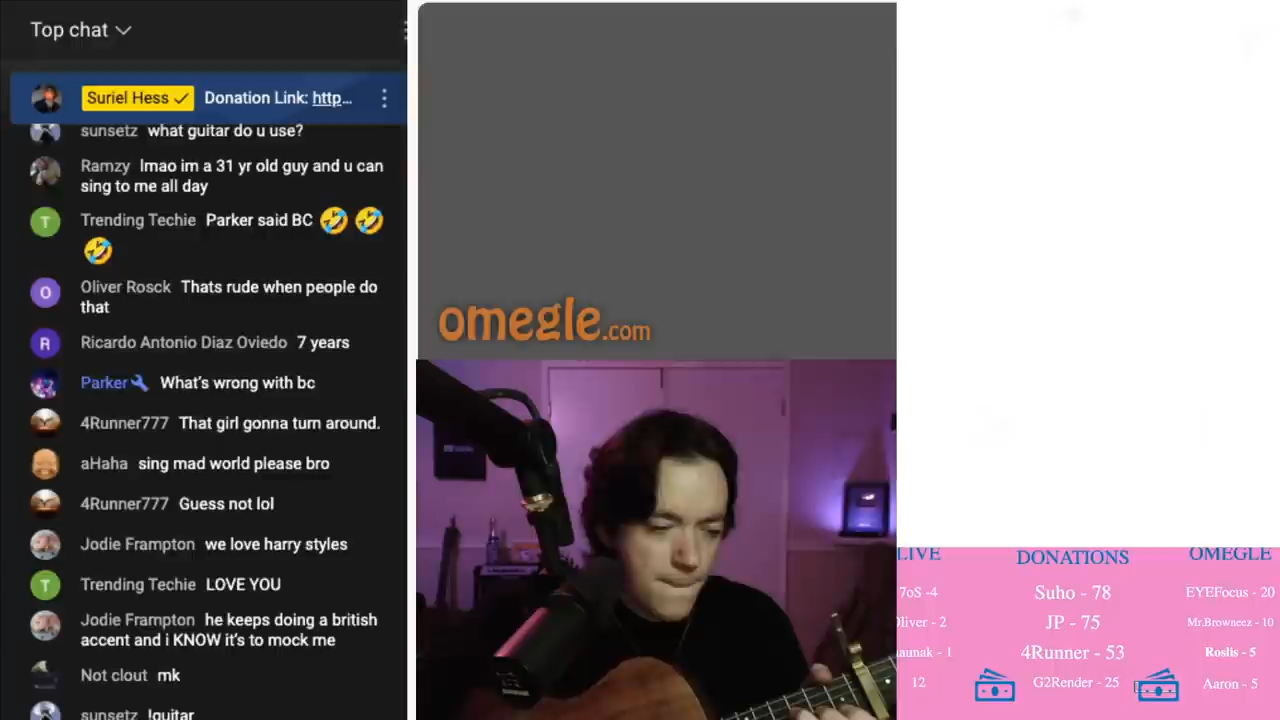 Top chat
Suriel Hess Donation Link: http...
sunsetz what guitar do u use?
Ramzy lmao im a 31 yr old guy and u can
sing to me all day
T Trending Techie Parker said BC
O Oliver Rosck Thats rude when people do
that
R Ricardo Antonio Diaz Oviedo 7 years
Parker What's wrong with bc
4Runner777 That girl gonna turn around.
aHaha sing mad world please bro
4Runner777 Guess not lol
Jodie Frampton we love harry styles
T Trending Techie LOVE YOU
Jodie Frampton he keeps doing a british
accent and i KNOW it's to mock me
Not clout mk
sunsetz !guitar
omegle.com
LIVE
7oS -4
Oliver - 2
aunak - 1
12
DONATIONS
Suho - 78
JP - 75
4Runner - 53
G2Render - 25
OMEGLE
EYEFocus - 20
Mr.Browneez - 10
Roslis - 5
Aaron - 5